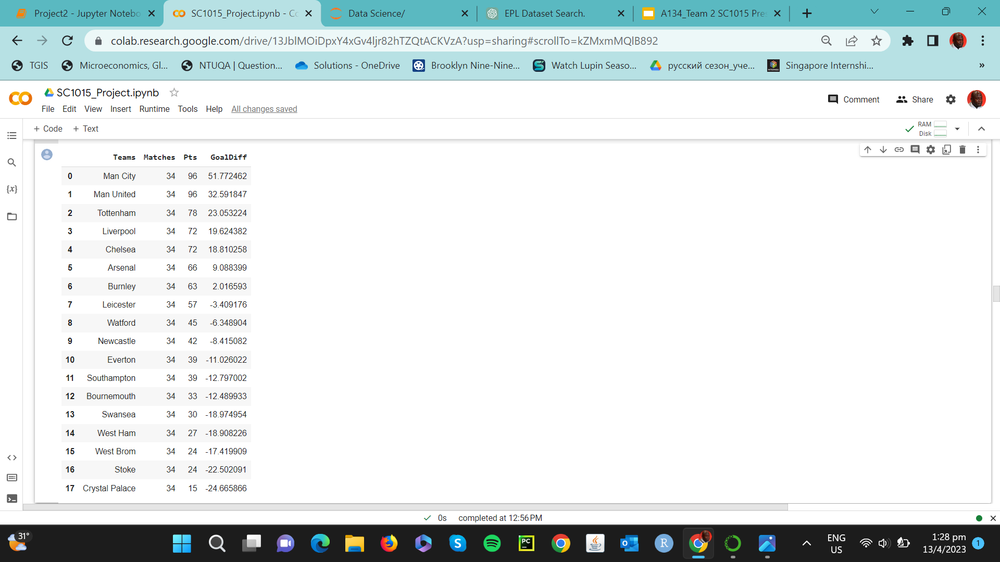 Project2 - Jupyter Notebo
SC1015_Project.ipynb - Co
Data Science/
EPL Dataset Search.
A134_Team 2 SC1015 Pres
colab.research.google.com/drive/13JblMOiDpxY4xGv4ljr82hTZQtACKVzA?usp=sharing#scrollTo=kZMxmMQlB892
TGIS
Microeconomics, Gl...
NTUQA | Question...
Solutions - OneDrive
Brooklyn Nine-Nine...
Watch Lupin Seaso...
русский сезон_уче...
Singapore Internshi...
»
SC1015_Project.ipynb
Comment
Share
File Edit View Insert Runtime Tools Help All changes saved
+ Code + Text
RAM
Disk
{x}
Teams Matches Pts GoalDiff
0 Man City 34 96 51.772462
1 Man United 34 96 32.591847
2 Tottenham 34 78 23.053224
3 Liverpool 34 72 19.624382
4 Chelsea 34 72 18.810258
5 Arsenal 34 66 9.088399
6 Burnley 34 63 2.016593
7 Leicester 34 57 -3.409176
8 Watford 34 45 -6.348904
9 Newcastle 34 42 -8.415082
10 Everton 34 39 -11.026022
11 Southampton 34 39 -12.797002
12 Bournemouth 34 33 -12.489933
13 Swansea 34 30 -18.974954
14 West Ham 34 27 -18.908226
15 West Brom 34 24 -17.419909
16 Stoke 34 24 -22.502091
17 Crystal Palace 34 15 -24.665866
0s completed at 12:56 PM
31°
PC
ENG
US
1:28 pm
13/4/2023
1